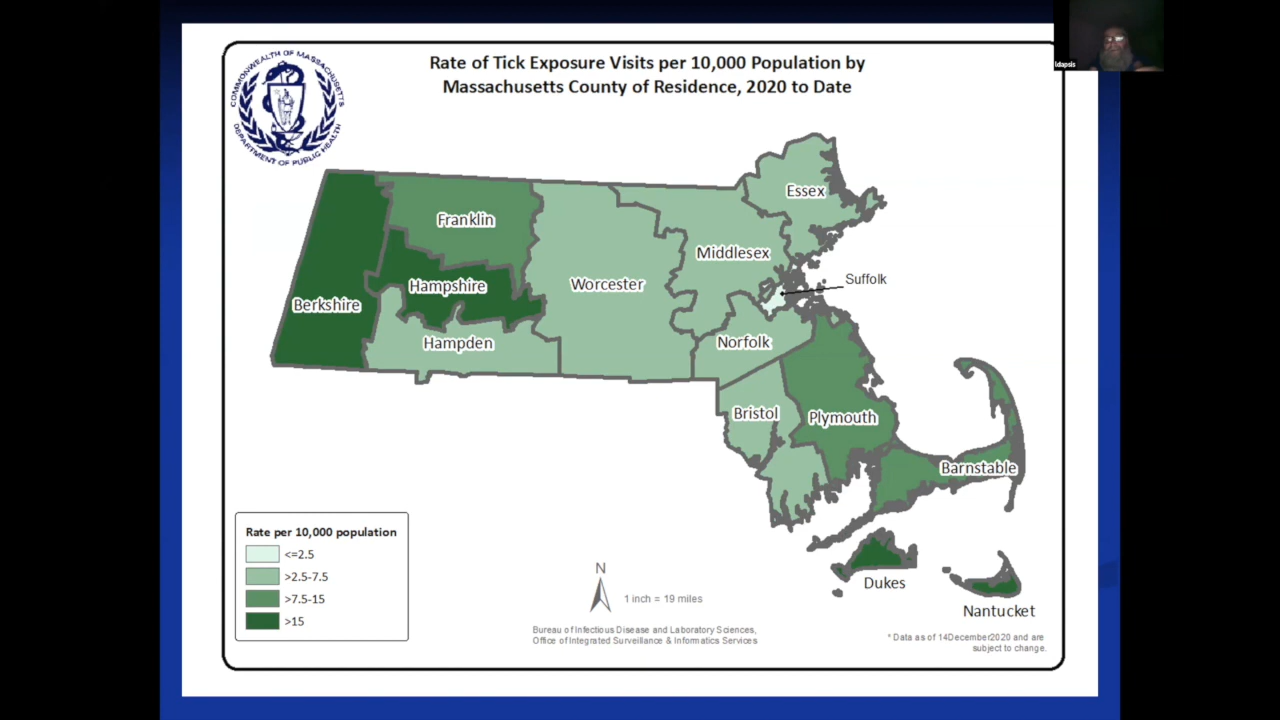 Rate of Tick Exposure Visits per 10,000 Population by
Massachusetts County of Residence, 2020 to Date
COMMONWEALTH OF MASSACHUSETTS
DEPARTMENT OF PUBLIC HEALTH
ldapsis
Essex
Franklin
Middlesex
Suffolk
Hampshire
Worcester
Berkshire
Hampden
Norfolk
Bristol
Plymouth
Barnstable
Dukes
Nantucket
Rate per 10,000 population
<=2.5
>2.5-7.5
>7.5-15
>15
N
1 inch = 19 miles
Bureau of Infectious Disease and Laboratory Sciences,
Office of Integrated Surveillance & Informatics Services
* Data as of 14December2020 and are
subject to change.